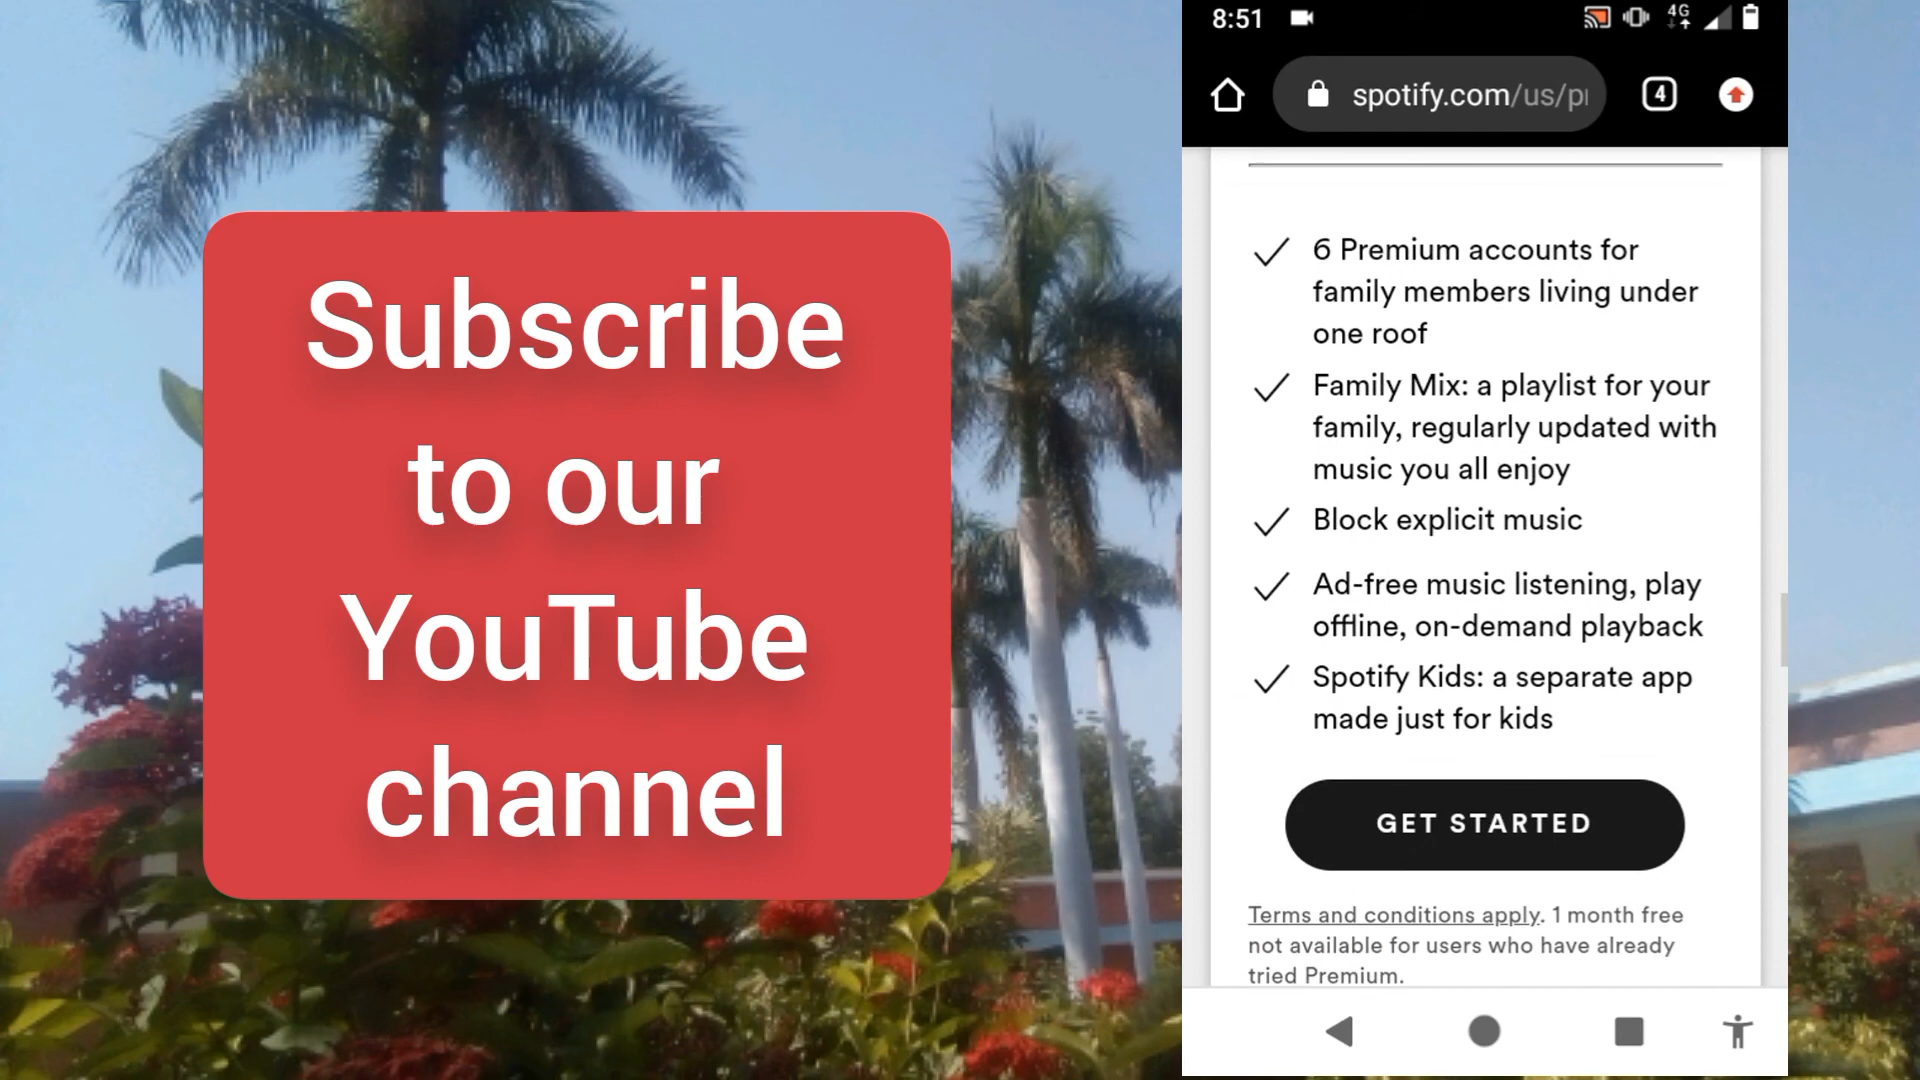 Subscribe
to our
YouTube
channel
8:51
4G
spotify.com/us/p
4
6 Premium accounts for
family members living under
one roof
Family Mix: a playlist for your
family, regularly updated with
music you all enjoy
Block explicit music
Ad-free music listening, play
offline, on-demand playback
Spotify Kids: a separate app
made just for kids
GET STARTED
Terms and conditions apply. 1 month free
not available for users who have already
tried Premium.